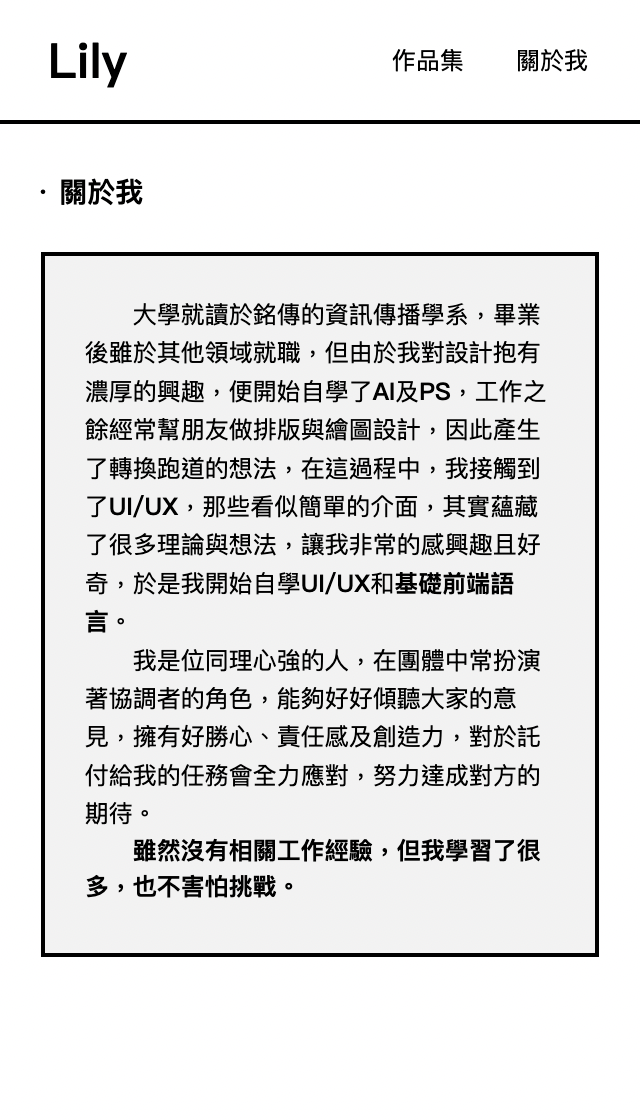 Lily
作品集
關於我
· 關於我
大學就讀於銘傳的資訊傳播學系，畢業
後雖於其他領域就職，但由於我對設計抱有
濃厚的興趣，便開始自學了AI及PS，工作之
餘經常幫朋友做排版與繪圖設計，因此產生
了轉換跑道的想法，在這過程中，我接觸到
了UI/UX，那些看似簡單的介面，其實蘊藏
了很多理論與想法，讓我非常的感興趣且好
奇，於是我開始自學UI/UX和基礎前端語
言。
我是位同理心強的人，在團體中常扮演
著協調者的角色，能夠好好傾聽大家的意
見，擁有好勝心、責任感及創造力，對於託
付給我的任務會全力應對，努力達成對方的
期待。
雖然沒有相關工作經驗，但我學習了很
多，也不害怕挑戰。